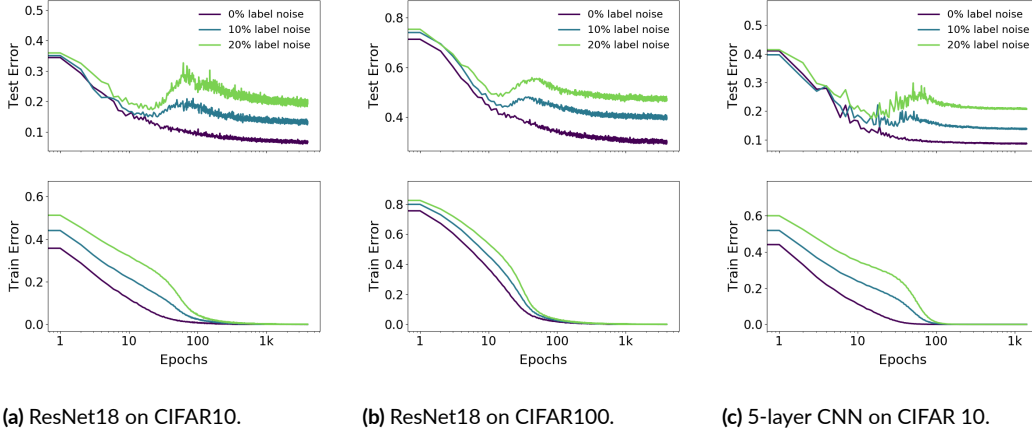 0% label noise
10% label noise
20% label noise
Test Error
0.5
0.4
0.3
0.2
0.1
0% label noise
10% label noise
20% label noise
Test Error
0.8
0.6
0.4
0% label noise
10% label noise
20% label noise
Test Error
0.5
0.4
0.3
0.2
0.1
Train Error
0.6
0.4
0.2
0.0
1 10 100 1k
Epochs
Train Error
0.8
0.6
0.4
0.2
0.0
1 10 100 1k
Epochs
Train Error
0.6
0.4
0.2
0.0
1 10 100 1k
Epochs
(a) ResNet18 on CIFAR10.
(b) ResNet18 on CIFAR100.
(c) 5-layer CNN on CIFAR 10.